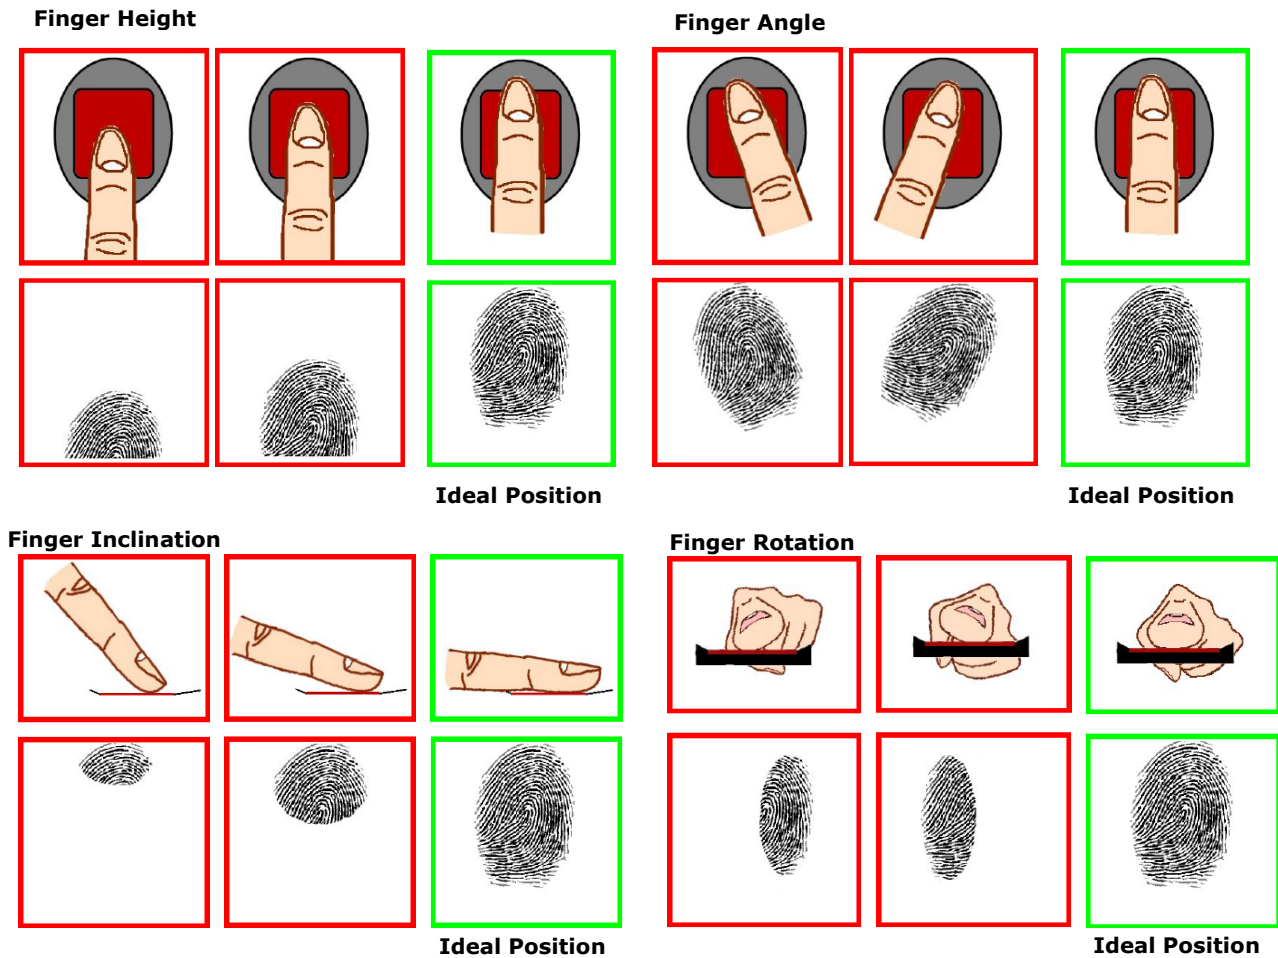 Finger Height
Finger Angle
Ideal Position
Ideal Position
Finger Inclination
Finger Rotation
Ideal Position
Ideal Position